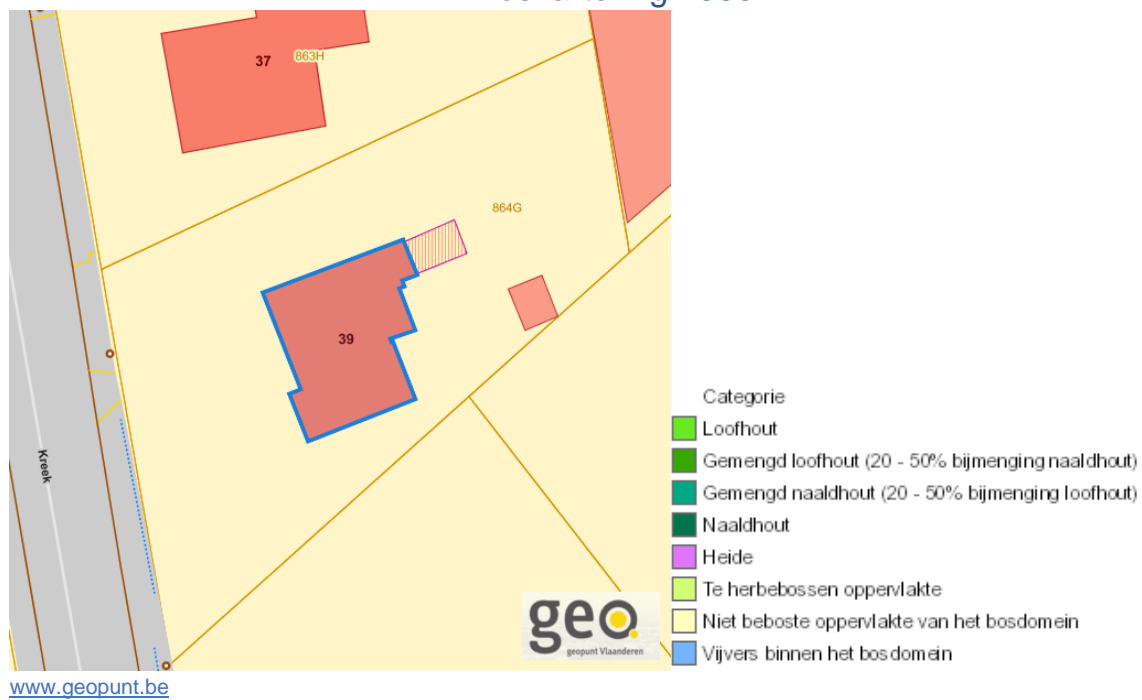 37
863H
864G
39
Kreek
geo
geopunt Vlaanderen
Categorie
Loofhout
Gemengd loofhout (20 - 50% bijmenging naaldhout)
Gemengd naaldhout (20 - 50% bijmenging loofhout)
Naaldhout
Heide
Te herbebossen oppervlakte
Niet beboste oppervlakte van het bosdomein
Vijvers binnen het bosdomein
www.geopunt.be